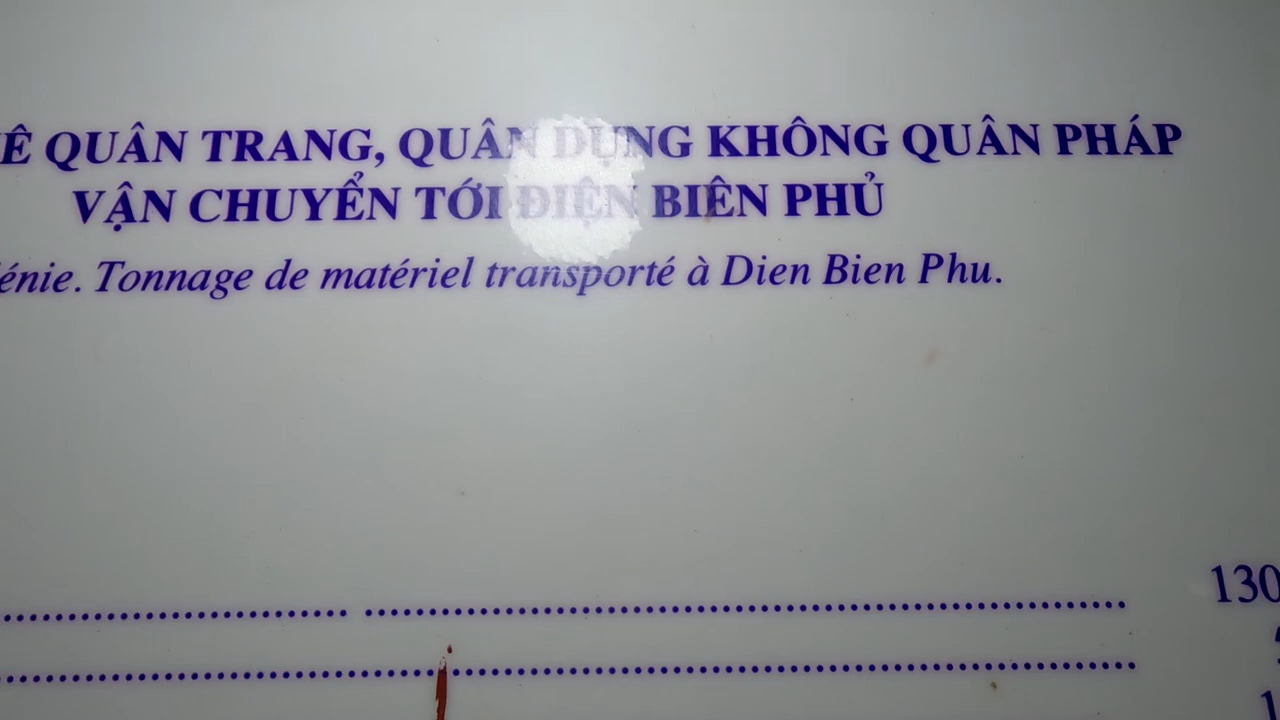 QUÂN TRANG, QUÂN DỤNG KHÔNG QUÂN PHÁP
VẬN CHUYỂN TỚI ĐIỆN BIÊN PHỦ
Tonnage de matériel transporté à Dien Bien Phu.
130